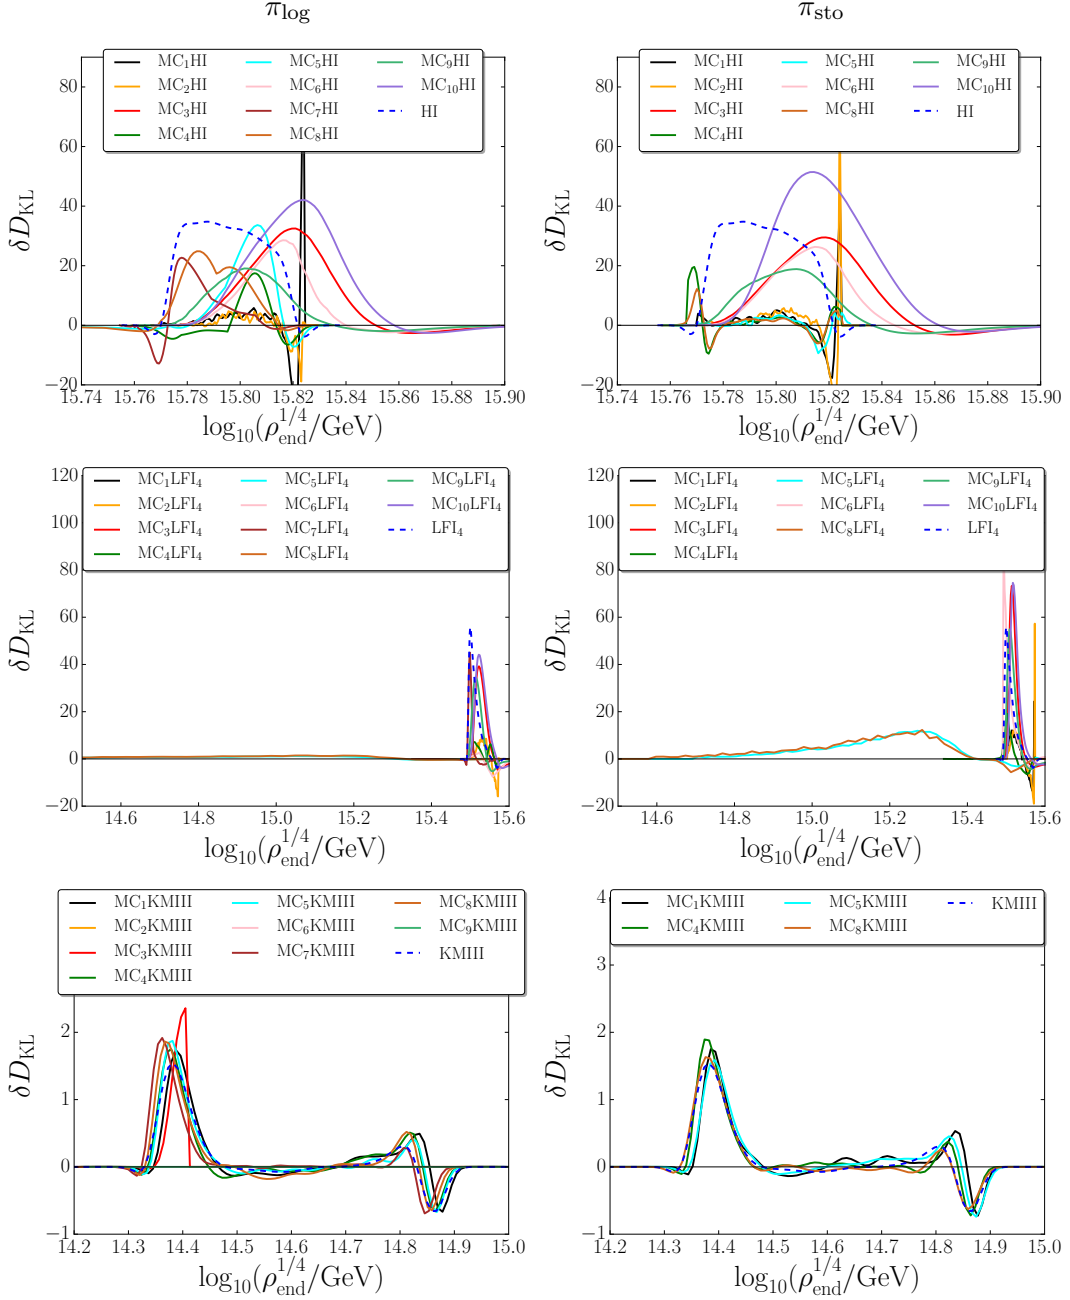 π_log
π_sto
MC₁HI MC₅HI MC₉HI
MC₂HI MC₆HI MC₁₀HI
MC₃HI MC₇HI HI
MC₄HI MC₈HI
80
60
40
20
0
−20
δD_KL
15.74 15.76 15.78 15.80 15.82 15.84 15.86 15.88 15.90
log₁₀(ρ_end^1/4/GeV)
MC₁HI MC₅HI MC₉HI
MC₂HI MC₆HI MC₁₀HI
MC₃HI MC₈HI HI
MC₄HI
80
60
40
20
0
−20
δD_KL
15.74 15.76 15.78 15.80 15.82 15.84 15.86 15.88 15.90
log₁₀(ρ_end^1/4/GeV)
MC₁LFI₄ MC₅LFI₄ MC₉LFI₄
MC₂LFI₄ MC₆LFI₄ MC₁₀LFI₄
MC₃LFI₄ MC₇LFI₄ LFI₄
MC₄LFI₄ MC₈LFI₄
120
100
80
60
40
20
0
−20
δD_KL
14.6 14.8 15.0 15.2 15.4 15.6
log₁₀(ρ_end^1/4/GeV)
MC₁LFI₄ MC₅LFI₄ MC₉LFI₄
MC₂LFI₄ MC₆LFI₄ MC₁₀LFI₄
MC₃LFI₄ MC₈LFI₄ LFI₄
MC₄LFI₄
120
100
80
60
40
20
0
−20
δD_KL
14.6 14.8 15.0 15.2 15.4 15.6
log₁₀(ρ_end^1/4/GeV)
MC₁KMIII MC₅KMIII MC₈KMIII
MC₂KMIII MC₆KMIII MC₉KMIII
MC₃KMIII MC₇KMIII KMIII
MC₄KMIII
2
1
0
−1
δD_KL
14.2 14.3 14.4 14.5 14.6 14.7 14.8 14.9 15.0
log₁₀(ρ_end^1/4/GeV)
MC₁KMIII MC₅KMIII KMIII
MC₄KMIII MC₈KMIII
4
3
2
1
0
−1
δD_KL
14.2 14.3 14.4 14.5 14.6 14.7 14.8 14.9 15.0
log₁₀(ρ_end^1/4/GeV)